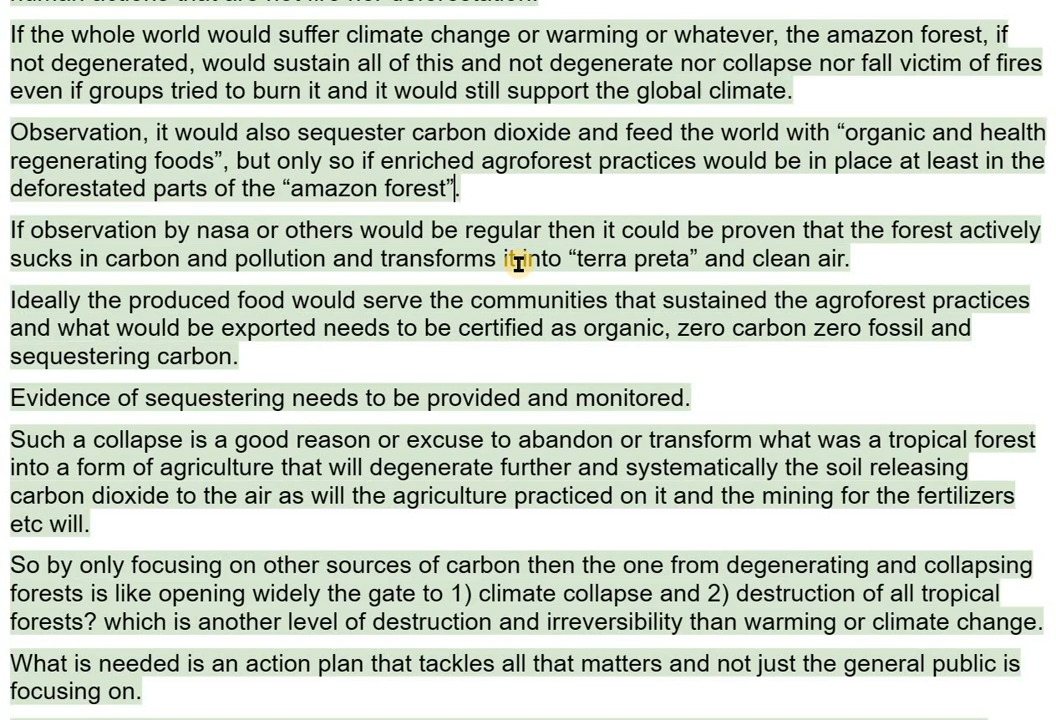 human actions that are not fire nor deforestation.
If the whole world would suffer climate change or warming or whatever, the amazon forest, if
not degenerated, would sustain all of this and not degenerate nor collapse nor fall victim of fires
even if groups tried to burn it and it would still support the global climate.
Observation, it would also sequester carbon dioxide and feed the world with “organic and health
regenerating foods”, but only so if enriched agroforest practices would be in place at least in the
deforestated parts of the “amazon forest”.
If observation by nasa or others would be regular then it could be proven that the forest actively
sucks in carbon and pollution and transforms it into “terra preta” and clean air.
Ideally the produced food would serve the communities that sustained the agroforest practices
and what would be exported needs to be certified as organic, zero carbon zero fossil and
sequestering carbon.
Evidence of sequestering needs to be provided and monitored.
Such a collapse is a good reason or excuse to abandon or transform what was a tropical forest
into a form of agriculture that will degenerate further and systematically the soil releasing
carbon dioxide to the air as will the agriculture practiced on it and the mining for the fertilizers
etc will.
So by only focusing on other sources of carbon then the one from degenerating and collapsing
forests is like opening widely the gate to 1) climate collapse and 2) destruction of all tropical
forests? which is another level of destruction and irreversibility than warming or climate change.
What is needed is an action plan that tackles all that matters and not just the general public is
focusing on.